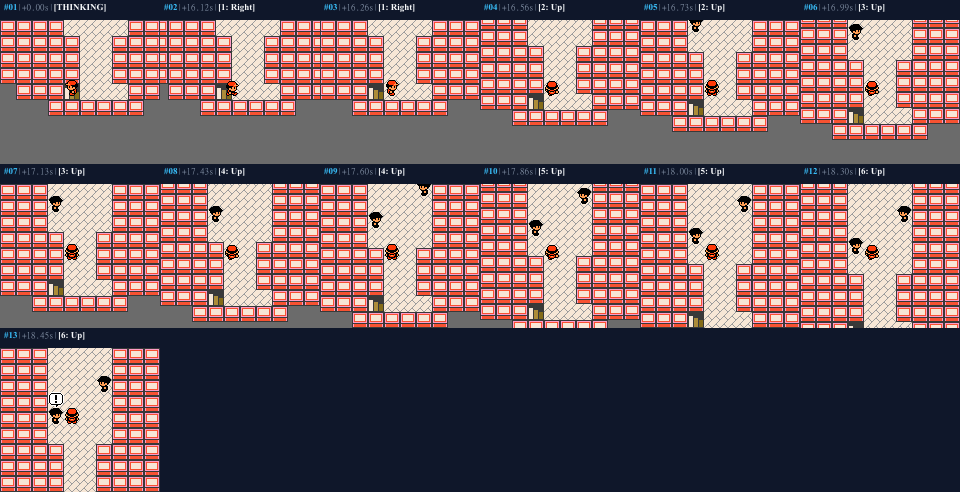 #01|+0.00s|[THINKING]
#02|+16.12s|[1: Right]
#03|+16.26s|[1: Right]
#04|+16.56s|[2: Up]
#05|+16.73s|[2: Up]
#06|+16.99s|[3: Up]
#07|+17.13s|[3: Up]
#08|+17.43s|[4: Up]
#09|+17.60s|[4: Up]
#10|+17.86s|[5: Up]
#11|+18.00s|[5: Up]
#12|+18.30s|[6: Up]
#13|+18.45s|[6: Up]
!